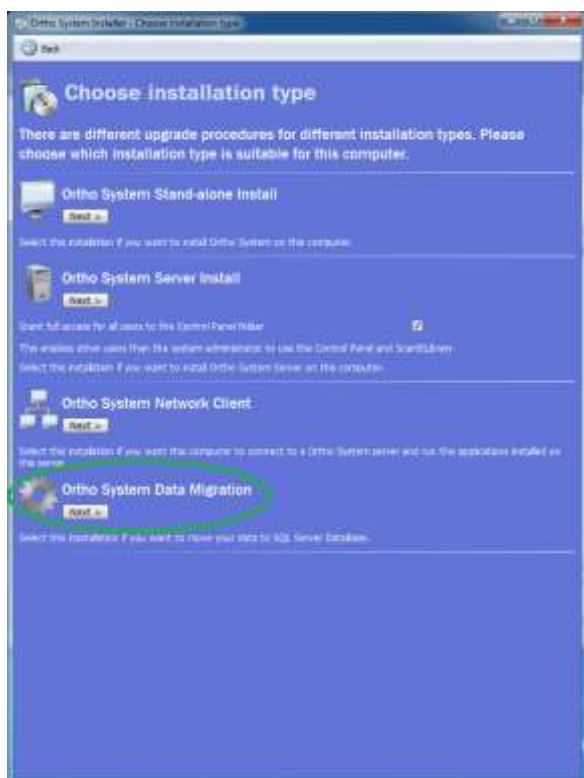 Ortho System Installer - Choose installation type
Back
Choose installation type
There are different upgrade procedures for different installation types. Please
choose which installation type is suitable for this computer.
Ortho System Stand-alone Install
Next >
Select this installation if you want to install Ortho System on this computer.
Ortho System Server Install
Next >
Grant full access for all users to the Control Panel folder
This enables other users than the system administrator to use the Control Panel and ScanItLibrary
Select this installation if you want to install Ortho System Server on this computer.
Ortho System Network Client
Next >
Select this installation if you want this computer to connect to a Ortho System server and run the applications installed on
this server
Ortho System Data Migration
Next >
Select this installation if you want to move your data to SQL Server Database.